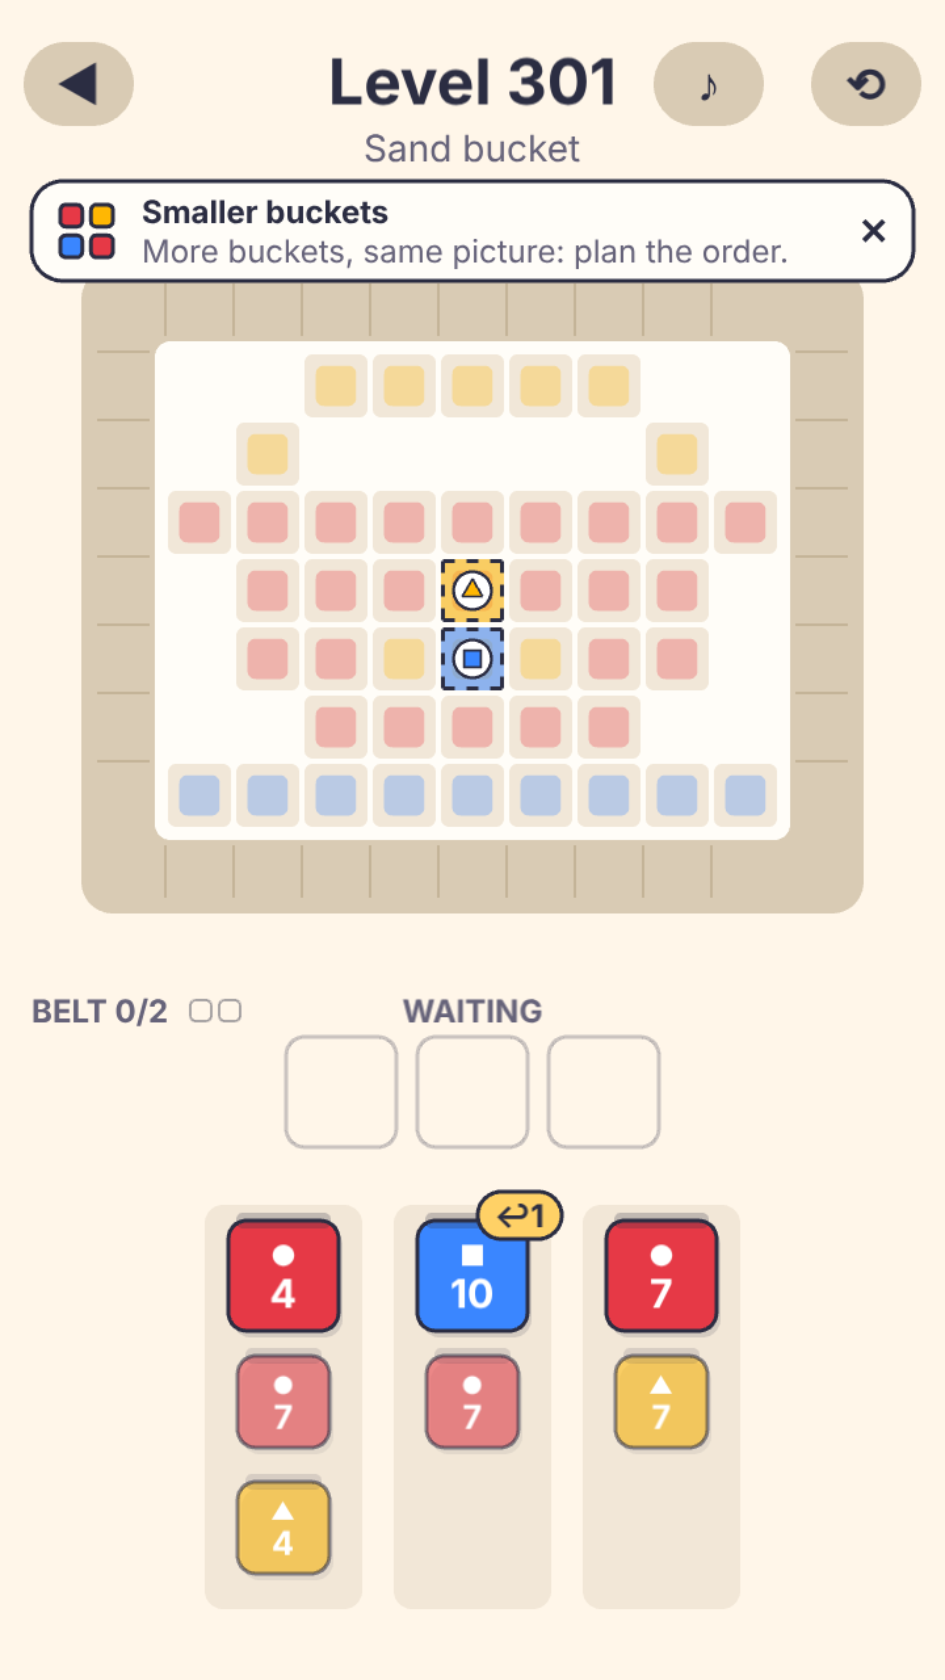 Level 301
Sand bucket
Smaller buckets
More buckets, same picture: plan the order.
BELT 0/2
WAITING
4
10
↩1
7
7
7
7
4